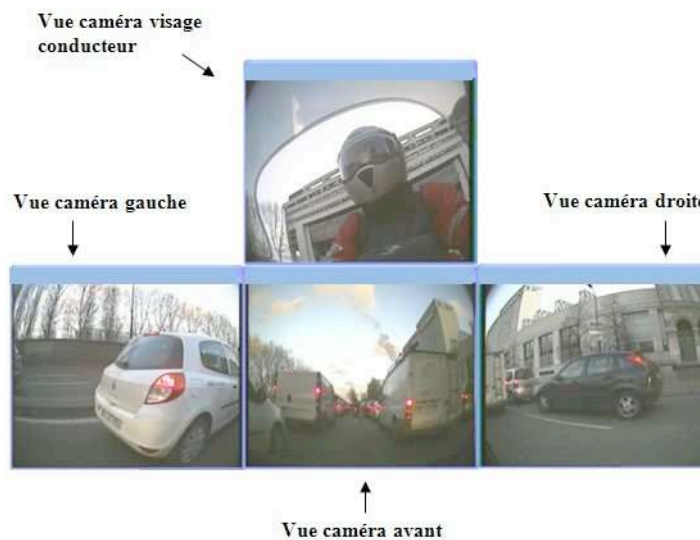 Vue caméra visage
conducteur
Vue caméra gauche
Vue caméra droite
Vue caméra avant